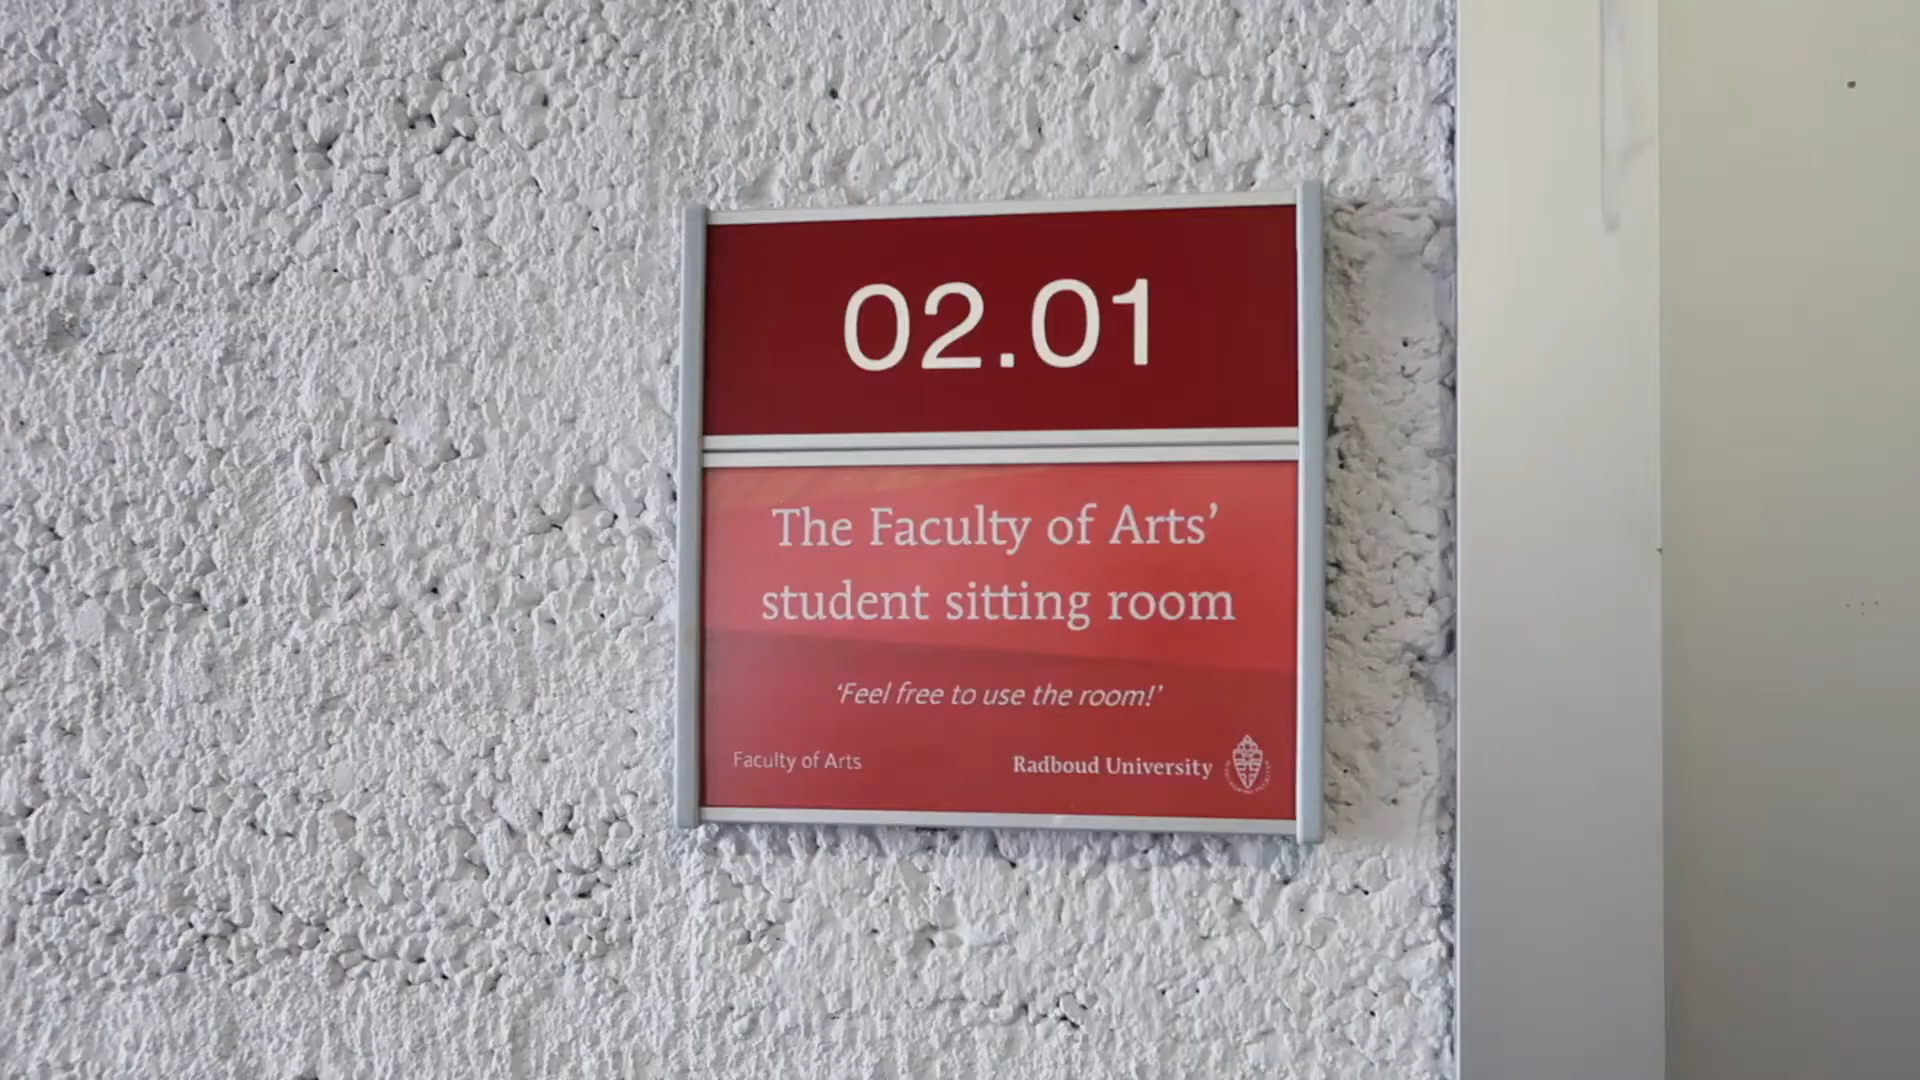 02.01
The Faculty of Arts’
student sitting room
‘Feel free to use the room!’
Faculty of Arts
Radboud University